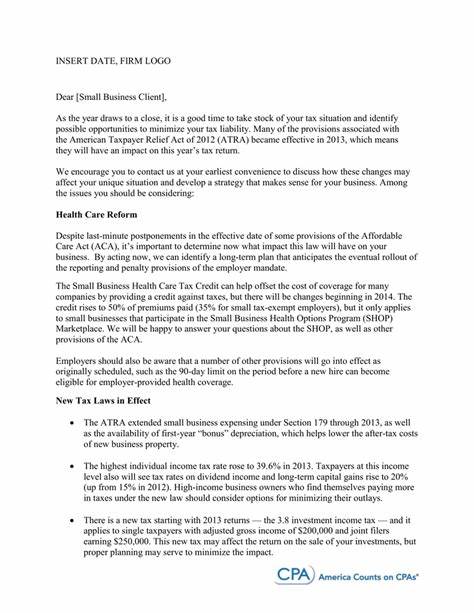 INSERT DATE, FIRM LOGO
Dear [Small Business Client],
As the year draws to a close, it is a good time to take stock of your tax situation and identify
possible opportunities to minimize your tax liability. Many of the provisions associated with
the American Taxpayer Relief Act of 2012 (ATRA) became effective in 2013, which means
they will have an impact on this year's tax return.
We encourage you to contact us at your earliest convenience to discuss how these changes may
affect your unique situation and develop a strategy that makes sense for your business. Among
the issues you should be considering:
Health Care Reform
Despite last-minute postponements in the effective date of some provisions of the Affordable
Care Act (ACA), it's important to determine now what impact this law will have on your
business. By acting now, we can identify a long-term plan that anticipates the eventual rollout of
the reporting and penalty provisions of the employer mandate.
The Small Business Health Care Tax Credit can help offset the cost of coverage for many
companies by providing a credit against taxes, but there will be changes beginning in 2014. The
credit rises to 50% of premiums paid (35% for small tax-exempt employers), but it only applies
to small businesses that participate in the Small Business Health Options Program (SHOP)
Marketplace. We will be happy to answer your questions about the SHOP, as well as other
provisions of the ACA.
Employers should also be aware that a number of other provisions will go into effect as
originally scheduled, such as the 90-day limit on the period before a new hire can become
eligible for employer-provided health coverage.
New Tax Laws in Effect
• The ATRA extended small business expensing under Section 179 through 2013, as well
as the availability of first-year "bonus" depreciation, which helps lower the after-tax costs
of new business property.
• The highest individual income tax rate rose to 39.6% in 2013. Taxpayers at this income
level also will see tax rates on dividend income and long-term capital gains rise to 20%
(up from 15% in 2012). High-income business owners who find themselves paying more
in taxes under the new law should consider options for minimizing their outlays.
• There is a new tax starting with 2013 returns — the 3.8 investment income tax — and it
applies to single taxpayers with adjusted gross income of $200,000 and joint filers
earning $250,000. This new tax may affect the return on the sale of your investments, but
proper planning may serve to minimize the impact.
CPA America Counts on CPAs®